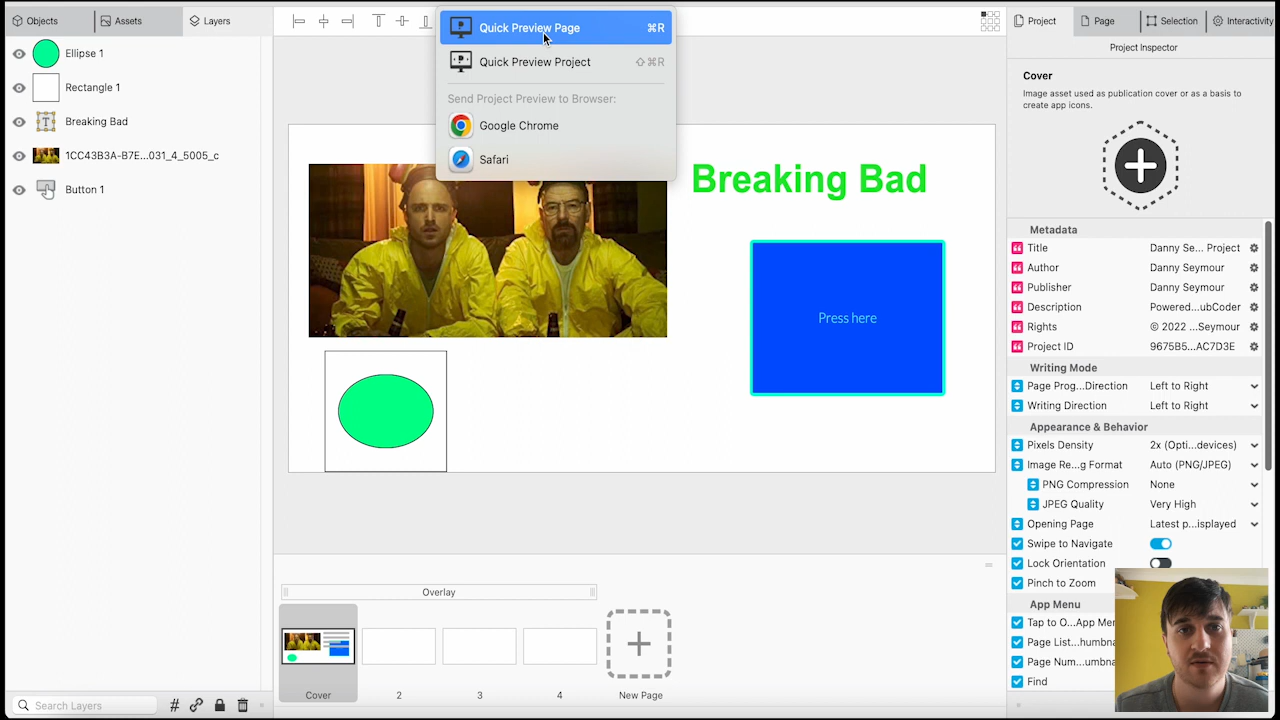 Objects
Assets
Layers
Ellipse 1
Rectangle 1
Breaking Bad
1CC43B3A-B7E...031_4_5005_c
Button 1
Search Layers
Quick Preview Page ⌘R
Quick Preview Project ⇧⌘R
Send Project Preview to Browser:
Google Chrome
Safari
Breaking Bad
Press here
Overlay
Cover
2
3
4
New Page
Project
Page
Selection
Interactivity
Project Inspector
Cover
Image asset used as publication cover or as a basis to
create app icons.
Metadata
Title Danny Se... Project
Author Danny Seymour
Publisher Danny Seymour
Description Powered...ubCoder
Rights © 2022 ...Seymour
Project ID 9675B5...AC7D3E
Writing Mode
Page Prog...Direction Left to Right
Writing Direction Left to Right
Appearance & Behavior
Pixels Density 2x (Opti...devices)
Image Re...g Format Auto (PNG/JPEG)
PNG Compression None
JPEG Quality Very High
Opening Page Latest p...isplayed
Swipe to Navigate
Lock Orientation
Pinch to Zoom
App Menu
Tap to O...App Men
Page List...humbna
Page Num...umbna
Find